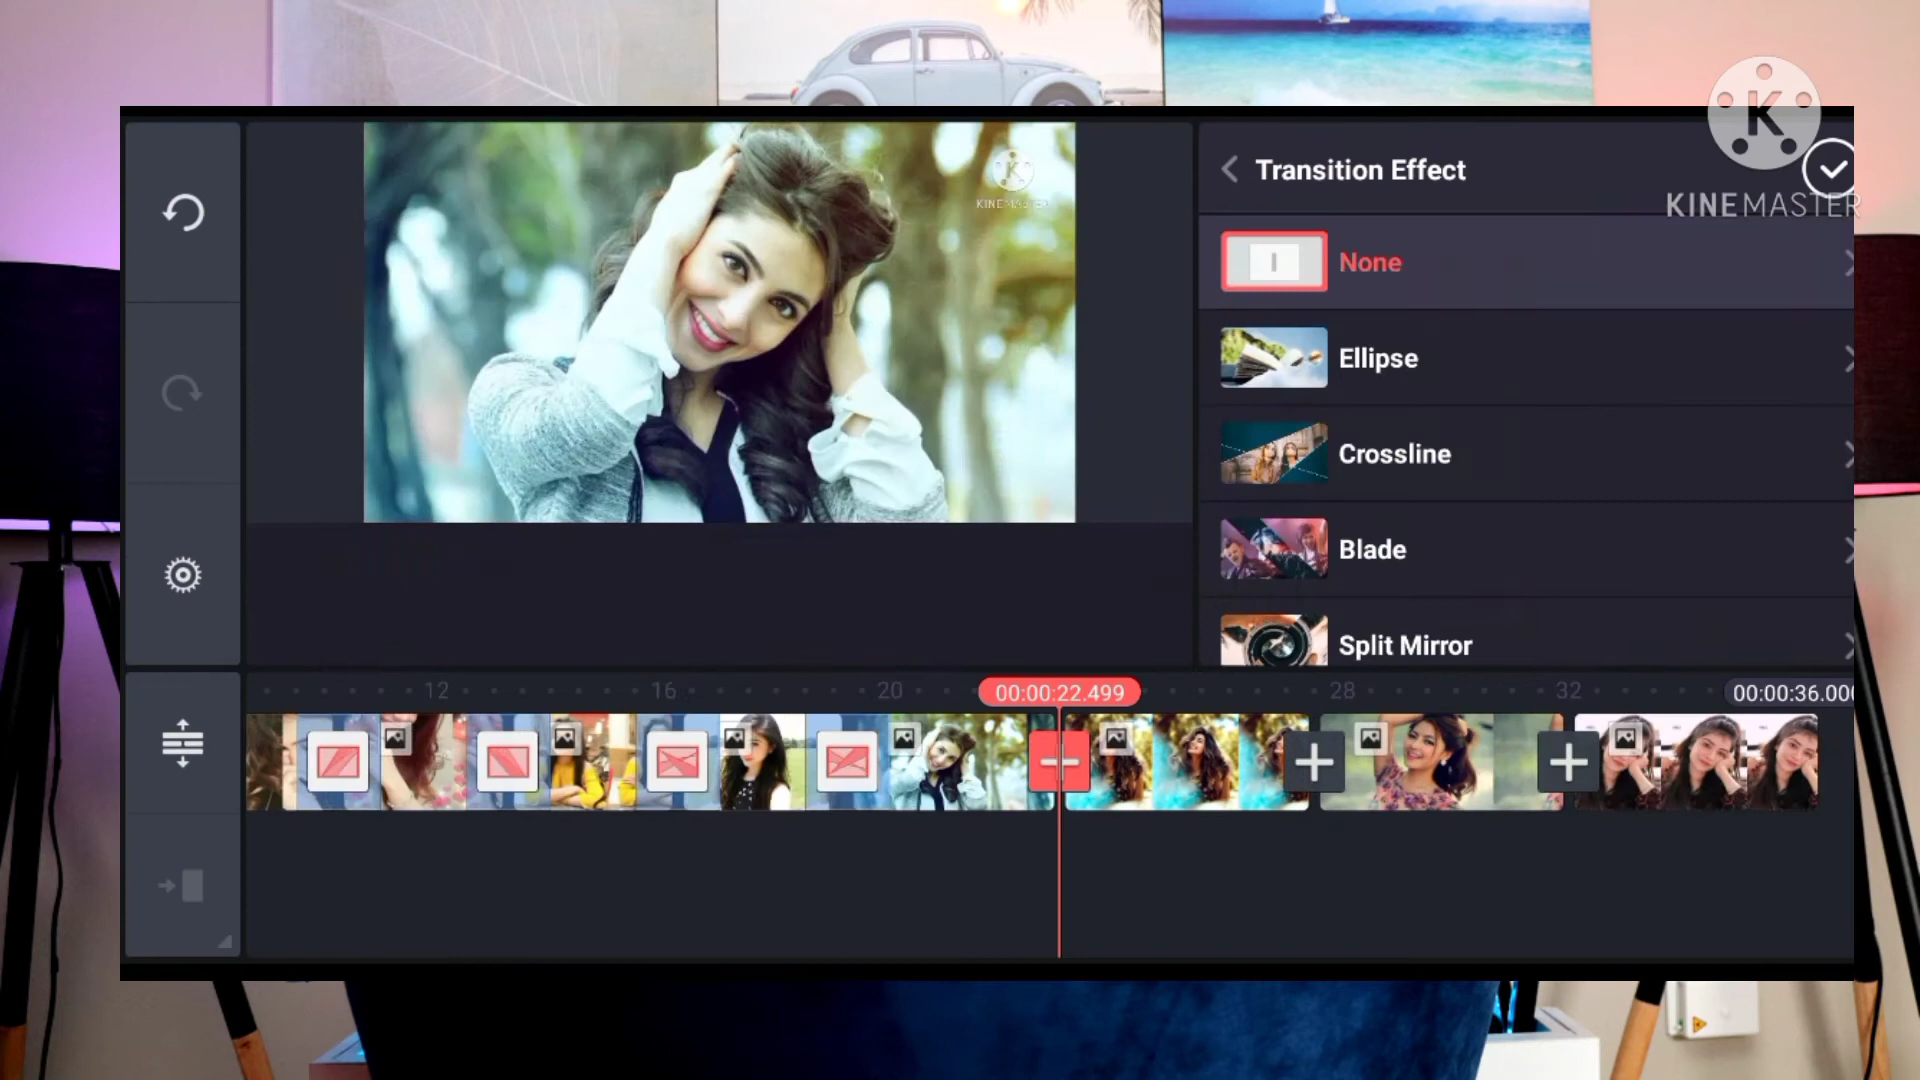 Transition Effect
KINEMASTER
KINEMASTER
None
Ellipse
Crossline
Blade
Split Mirror
12
16
20
00:00:22.499
28
32
00:00:36.00